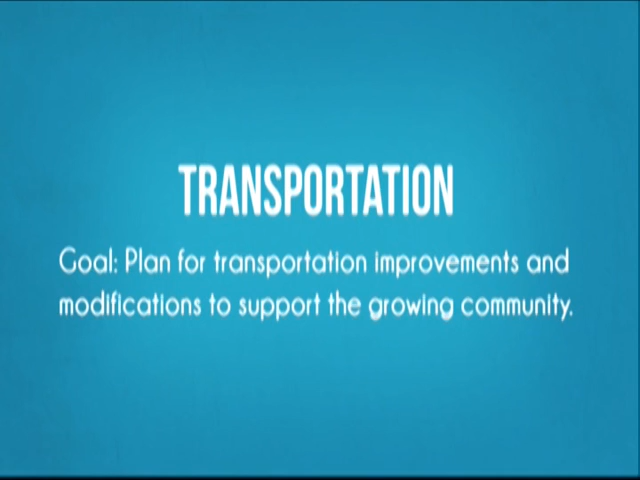 TRANSPORTATION
Goal: Plan for transportation improvements and
modifications to support the growing community.